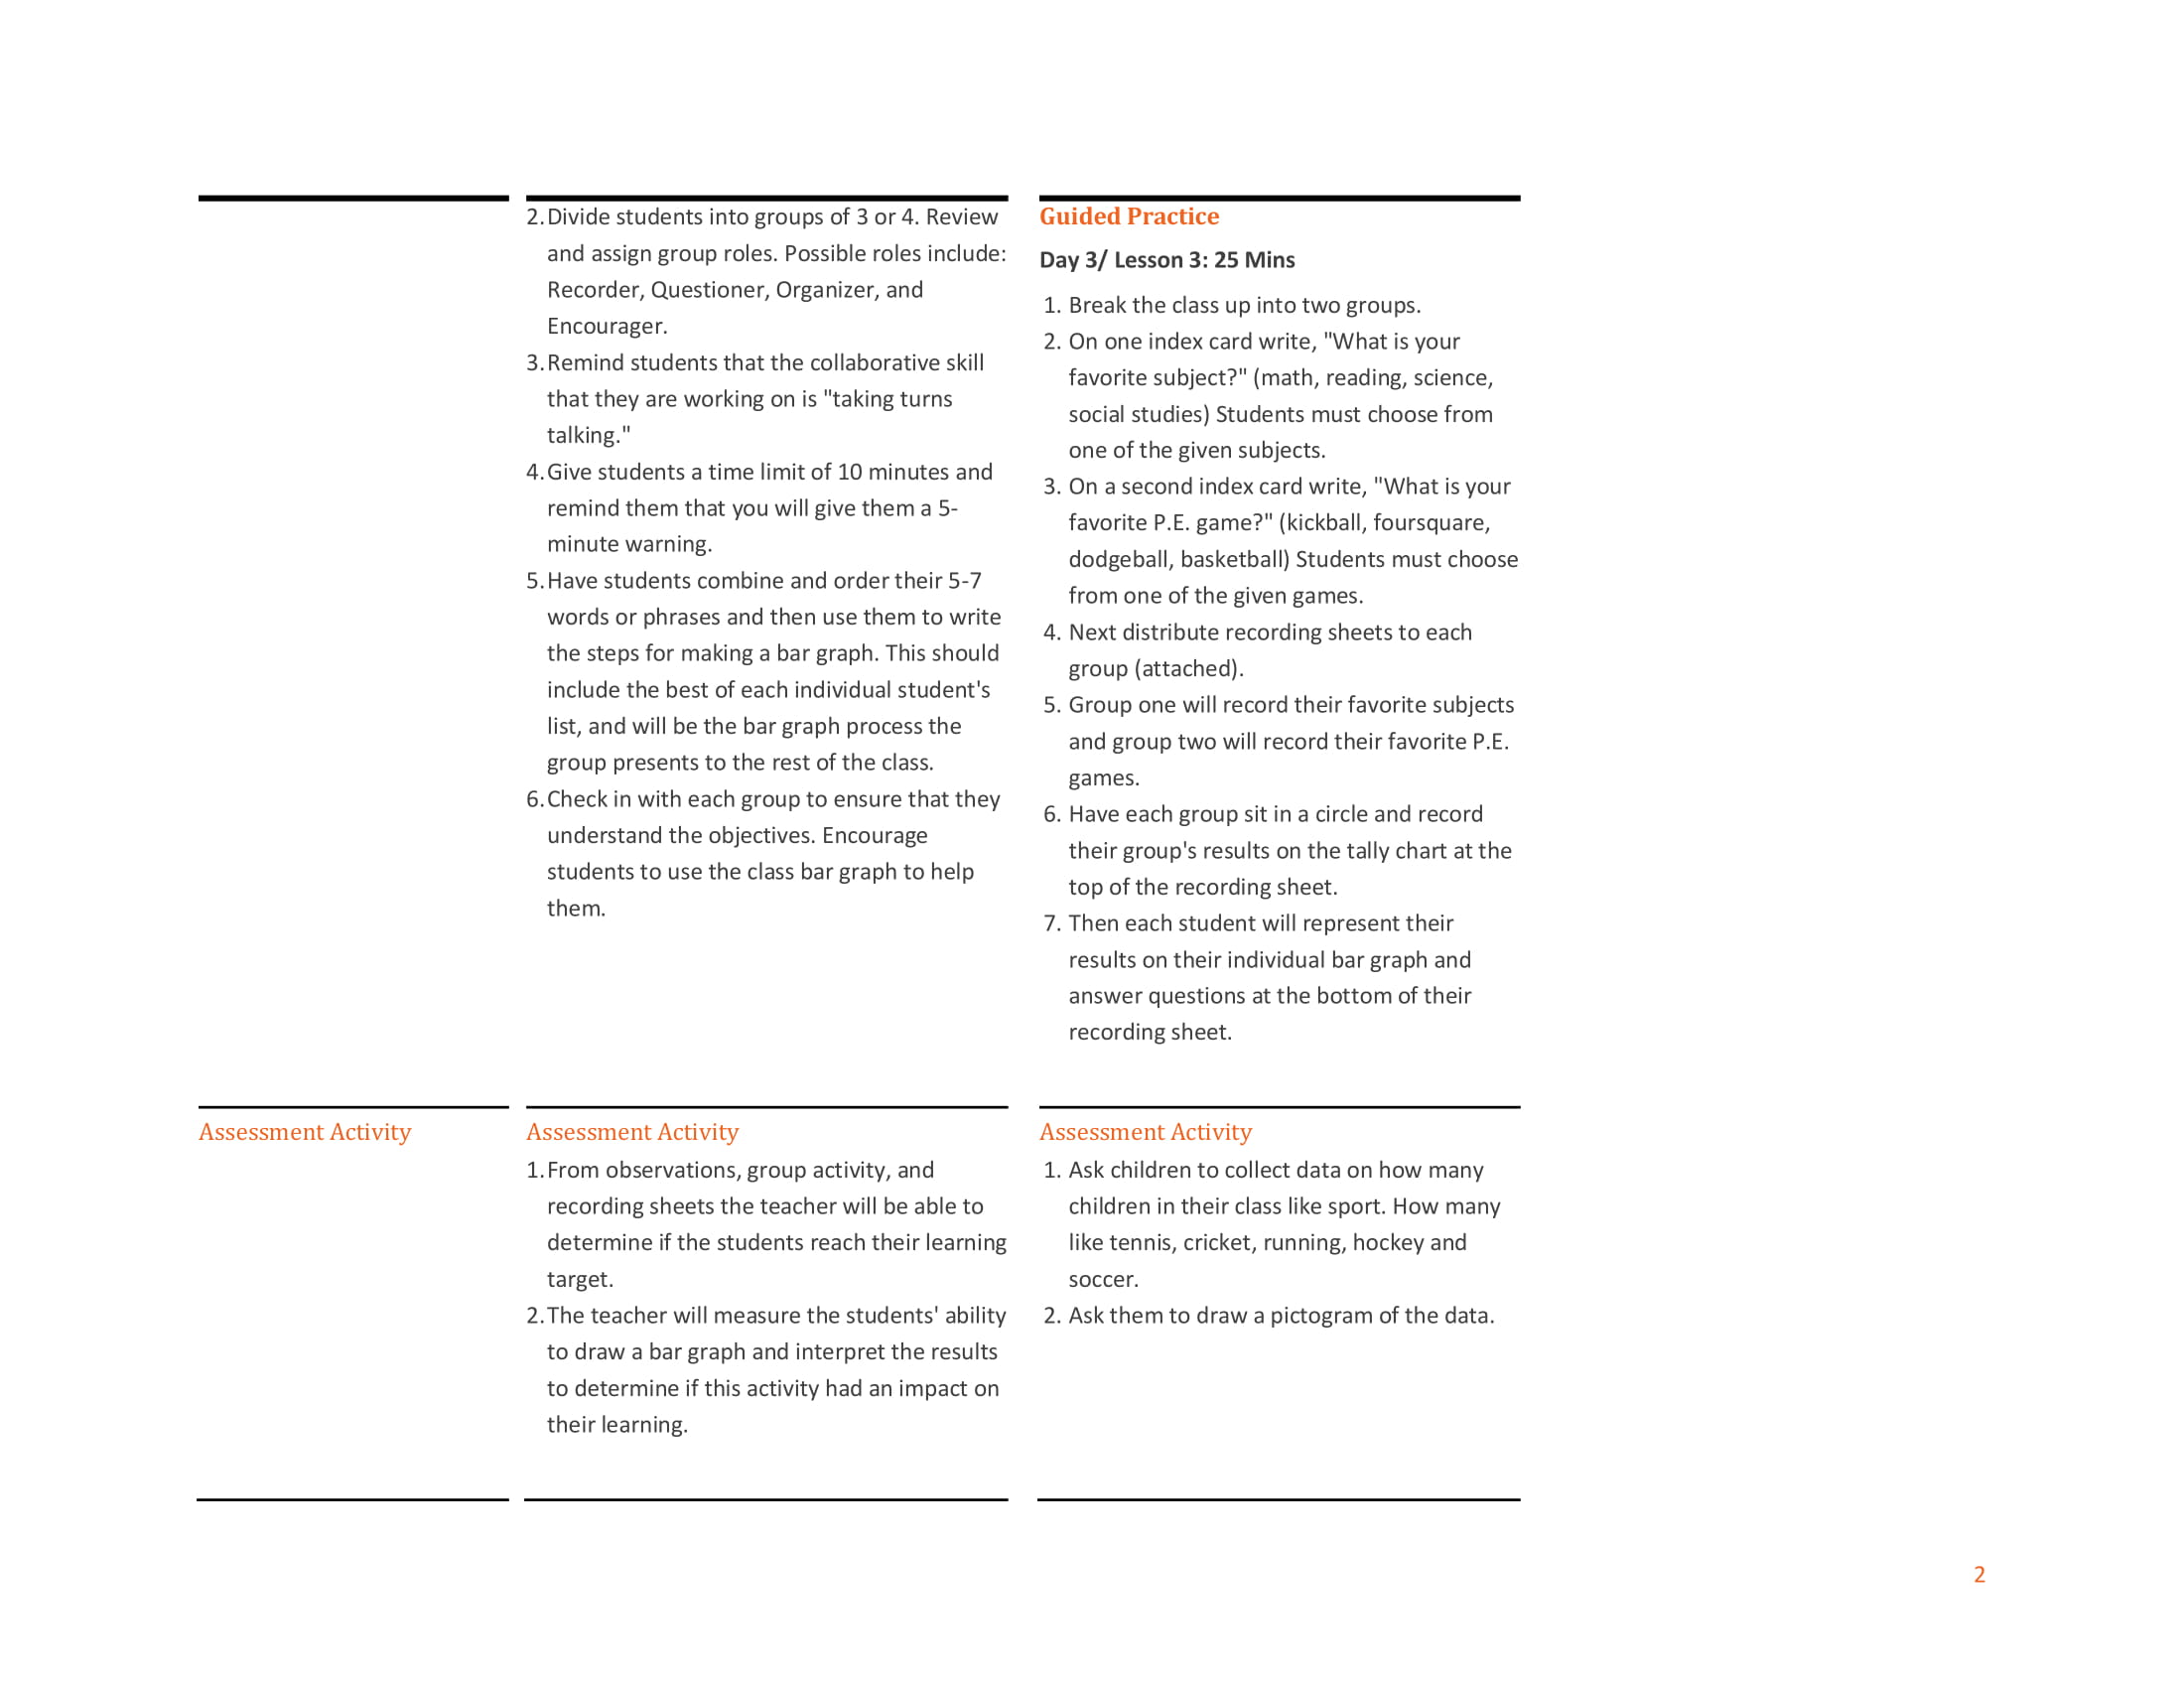 2.Divide students into groups of 3 or 4. Review
and assign group roles. Possible roles include:
Recorder, Questioner, Organizer, and
Encourager.
3.Remind students that the collaborative skill
that they are working on is "taking turns
talking."
4.Give students a time limit of 10 minutes and
remind them that you will give them a 5-
minute warning.
5.Have students combine and order their 5-7
words or phrases and then use them to write
the steps for making a bar graph. This should
include the best of each individual student's
list, and will be the bar graph process the
group presents to the rest of the class.
6.Check in with each group to ensure that they
understand the objectives. Encourage
students to use the class bar graph to help
them.
Guided Practice
Day 3/ Lesson 3: 25 Mins
1. Break the class up into two groups.
2. On one index card write, "What is your
favorite subject?" (math, reading, science,
social studies) Students must choose from
one of the given subjects.
3. On a second index card write, "What is your
favorite P.E. game?" (kickball, foursquare,
dodgeball, basketball) Students must choose
from one of the given games.
4. Next distribute recording sheets to each
group (attached).
5. Group one will record their favorite subjects
and group two will record their favorite P.E.
games.
6. Have each group sit in a circle and record
their group's results on the tally chart at the
top of the recording sheet.
7. Then each student will represent their
results on their individual bar graph and
answer questions at the bottom of their
recording sheet.
Assessment Activity
Assessment Activity
1.From observations, group activity, and
recording sheets the teacher will be able to
determine if the students reach their learning
target.
2.The teacher will measure the students' ability
to draw a bar graph and interpret the results
to determine if this activity had an impact on
their learning.
Assessment Activity
1. Ask children to collect data on how many
children in their class like sport. How many
like tennis, cricket, running, hockey and
soccer.
2. Ask them to draw a pictogram of the data.
2